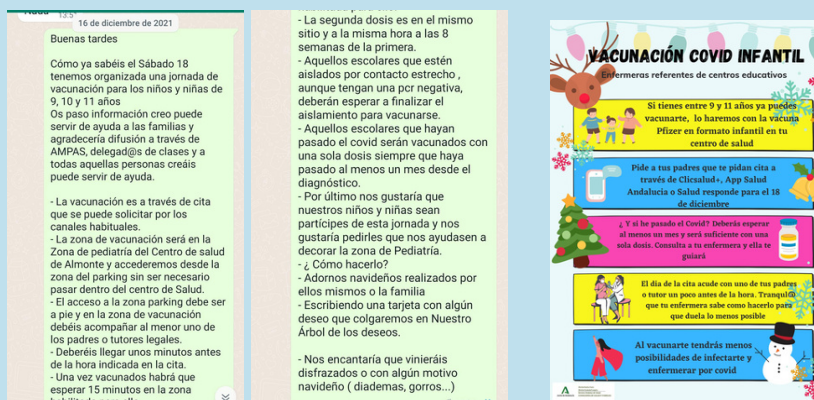 16 de diciembre de 2021
Buenas tardes
Cómo ya sabéis el Sábado 18
tenemos organizada una jornada de
vacunación para los niños y niñas de
9, 10 y 11 años
Os paso información creo puede
servir de ayuda a las familias y
agradecería difusión a través de
AMPAS, delegad@s de clases y a
todas aquellas personas creáis
puede servir de ayuda.
- La vacunación es a través de cita
que se puede solicitar por los
canales habituales.
- La zona de vacunación será en la
Zona de pediatría del Centro de salud
de Almonte y accederemos desde la
zona del parking sin ser necesario
pasar dentro del centro de Salud.
- El acceso a la zona parking debe ser
a pie y en la zona de vacunación
debéis acompañar al menor uno de
los padres o tutores legales.
- Deberéis llegar unos minutos antes
de la hora indicada en la cita.
- Una vez vacunados habrá que
esperar 15 minutos en la zona
- La segunda dosis es en el mismo
sitio y a la misma hora a las 8
semanas de la primera.
- Aquellos escolares que estén
aislados por contacto estrecho ,
aunque tengan una pcr negativa,
deberán esperar a finalizar el
aislamiento para vacunarse.
- Aquellos escolares que hayan
pasado el covid serán vacunados con
una sola dosis siempre que haya
pasado al menos un mes desde el
diagnóstico.
- Por último nos gustaría que
nuestros niños y niñas sean
partícipes de esta jornada y nos
gustaría pedirles que nos ayudasen a
decorar la zona de Pediatría.
- ¿ Cómo hacerlo?
- Adornos navideños realizados por
ellos mismos o la familia
- Escribiendo una tarjeta con algún
deseo que colgaremos en Nuestro
Árbol de los deseos.
- Nos encantaría que vinieráis
disfrazados o con algún motivo
navideño ( diademas, gorros...)
VACUNACIÓN COVID INFANTIL
Enfermeras referentes de centros educativos
Si tienes entre 9 y 11 años ya puedes
vacunarte, lo haremos con la vacuna
Pfizer en formato infantil en tu
centro de salud
Pide a tus padres que te pidan cita a
través de Clicsalud+, App Salud
Andalucia o Salud responde para el 18
de diciembre
¿ Y si he pasado el Covid? Deberás esperar
al menos un mes y será suficiente con una
sola dosis. Consulta a tu enfermera y ella te
guiará
El dia de la cita acude con uno de tus padres
o tutor un poco antes de la hora. Tranquil@
que tu enfermera sabe como hacerlo para
que duela lo menos posible
Al vacunarte tendrás menos
posibilidades de infectarte y
enfermerar por covid